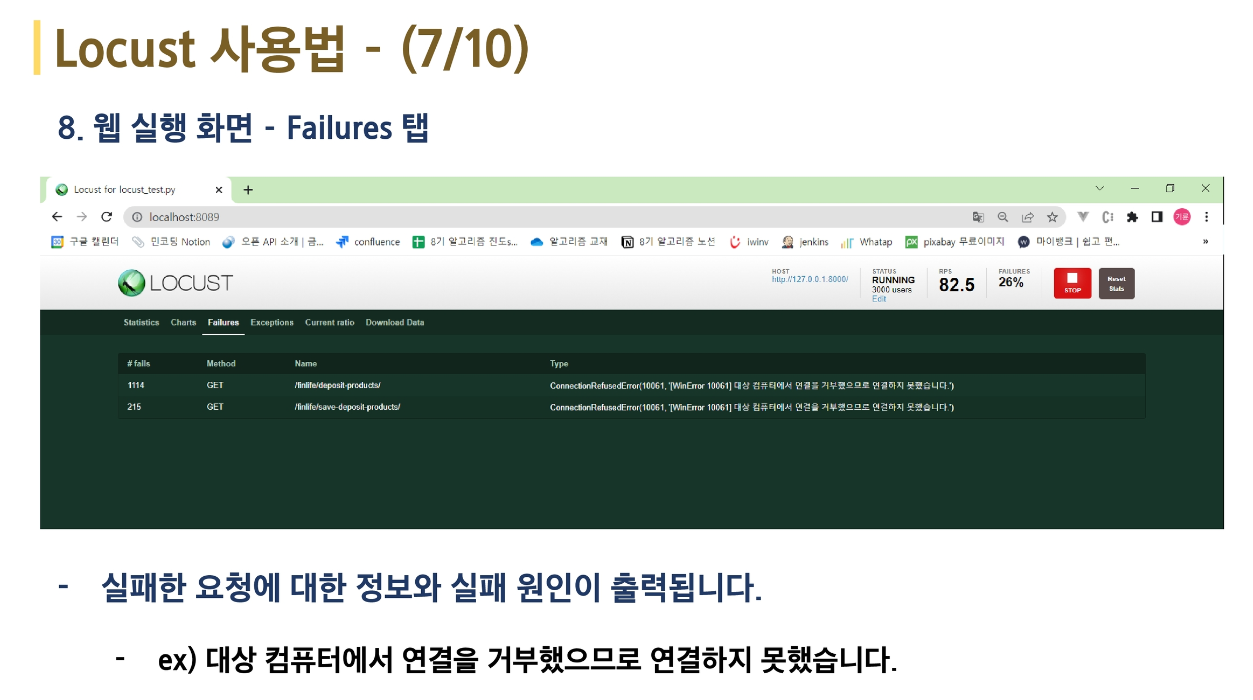 Locust 사용법 - (7/10)
8. 웹 실행 화면 - Failures 탭
Locust for locust_test.py
localhost:8089
구글 캘린더 민코딩 Notion 오픈 API 소개 | 금... confluence 8기 알고리즘 진도s... 알고리즘 교재 8기 알고리즘 노션 iwinv jenkins Whatap pixabay 무료이미지 마이뱅크 | 쉽고 편... »
LOCUST
HOST
http://127.0.0.1:8000/
STATUS
RUNNING
3000 users
Edit
RPS
82.5
FAILURES
26%
STOP
Reset
Stats
Statistics Charts Failures Exceptions Current ratio Download Data
# fails Method Name Type
1114 GET /finlife/deposit-products/ ConnectionRefusedError(10061, '[WinError 10061] 대상 컴퓨터에서 연결을 거부했으므로 연결하지 못했습니다.')
215 GET /finlife/save-deposit-products/ ConnectionRefusedError(10061, '[WinError 10061] 대상 컴퓨터에서 연결을 거부했으므로 연결하지 못했습니다.')
- 실패한 요청에 대한 정보와 실패 원인이 출력됩니다.
- ex) 대상 컴퓨터에서 연결을 거부했으므로 연결하지 못했습니다.